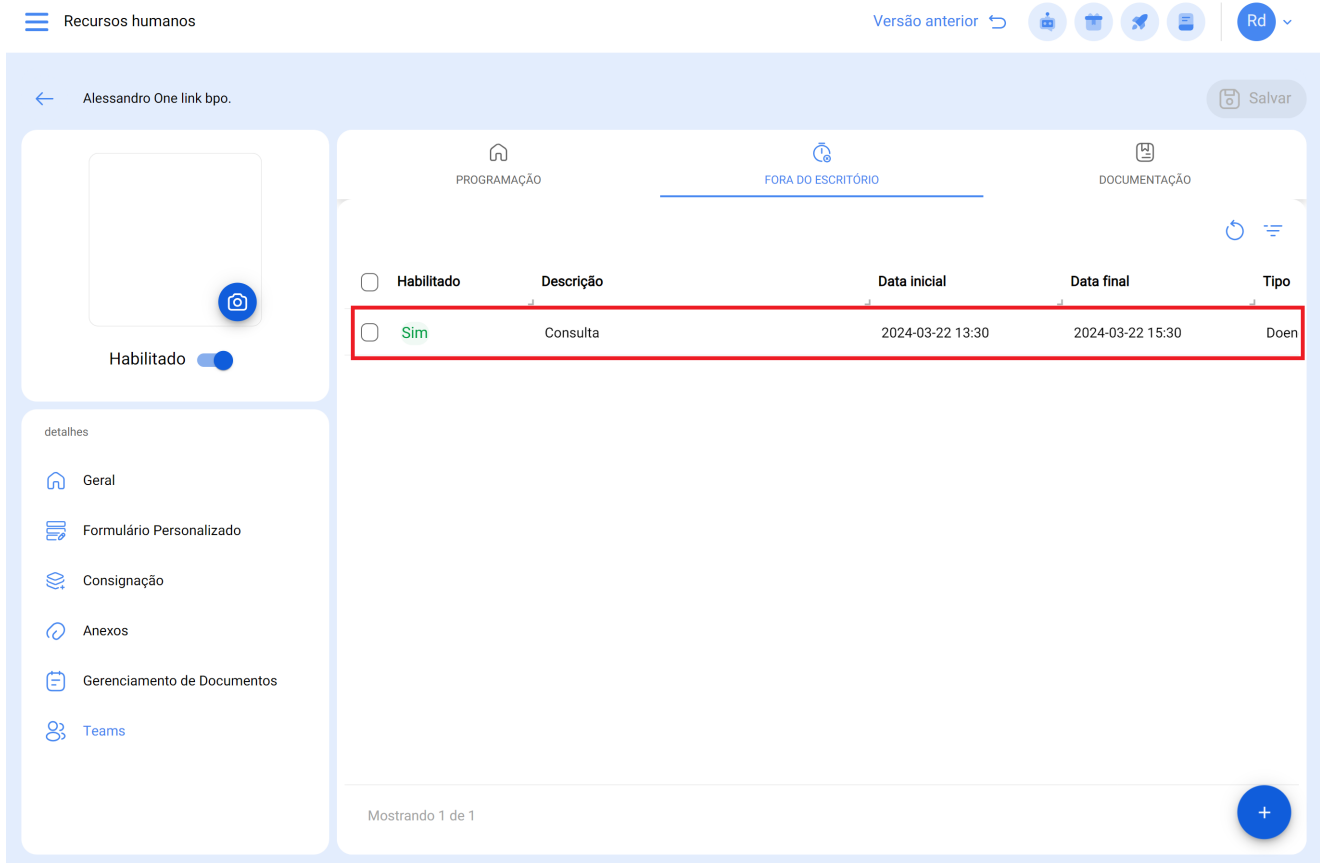 Recursos humanos
Versão anterior
Rd
Alessandro One link bpo.
Salvar
Habilitado
detalhes
Geral
Formulário Personalizado
Consignação
Anexos
Gerenciamento de Documentos
Teams
PROGRAMAÇÃO
FORA DO ESCRITÓRIO
DOCUMENTAÇÃO
Habilitado Descrição Data inicial Data final Tipo
Sim Consulta 2024-03-22 13:30 2024-03-22 15:30 Doen
Mostrando 1 de 1
+